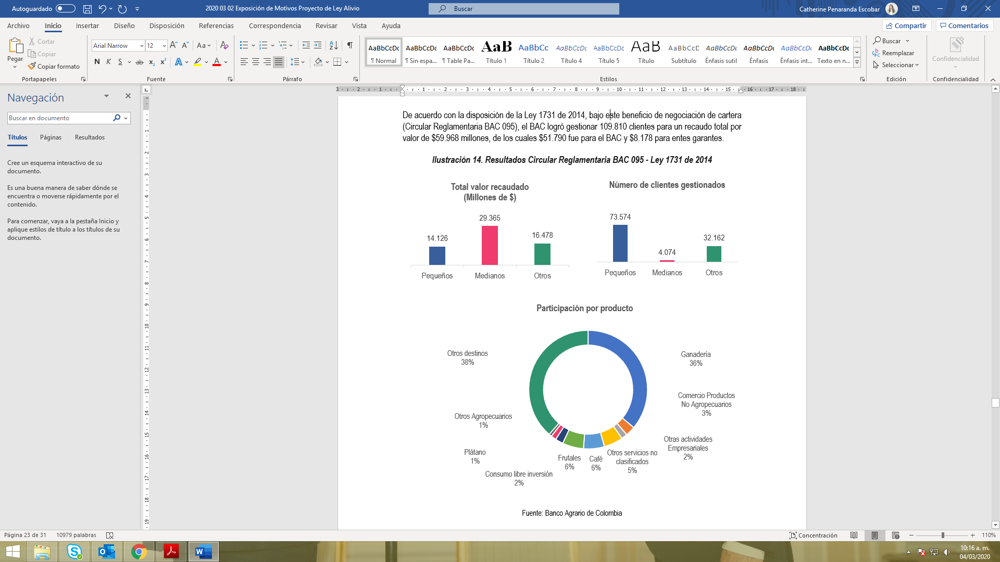 Autoguardado
2020 03 02 Exposición de Motivos Proyecto de Ley Alivio
Buscar
Catherine Penaranda Escobar
Archivo Inicio Insertar Diseño Disposición Referencias Correspondencia Revisar Vista Ayuda
Compartir Comentarios
Pegar
Cortar
Copiar
Copiar formato
Portapapeles
Arial Narrow 12
Fuente
Párrafo
AaBbCcDc AaBbCcDc AaBbCcDc AaB AaBbCc AaBbCcDc AaBbCcDc AaB AaBbCcD AaBbCcDi AaBbCcDi AaBbCcDi AaBbCcDc
¶ Normal ¶ Sin espa... ¶ Table Pa... Título 1 Título 2 Título 4 Título 5 Título Subtítulo Énfasis sutil Énfasis Énfasis int... Texto en n...
Estilos
Buscar
Reemplazar
Seleccionar
Edición
Confidencialidad
Confidencialidad
Navegación
Buscar en documento
Títulos Páginas Resultados
Cree un esquema interactivo de su
documento.
Es una buena manera de saber dónde se
encuentra o moverse rápidamente por el
contenido.
Para comenzar, vaya a la pestaña Inicio y
aplique estilos de título a los títulos de su
documento.
De acuerdo con la disposición de la Ley 1731 de 2014, bajo este beneficio de negociación de cartera
(Circular Reglamentaria BAC 095), el BAC logró gestionar 109.810 clientes para un recaudo total por
valor de $59.968 millones, de los cuales $51.790 fue para el BAC y $8.178 para entes garantes.
Ilustración 14. Resultados Circular Reglamentaria BAC 095 - Ley 1731 de 2014
Total valor recaudado
(Millones de $)
14.126 29.365 16.478
Pequeños Medianos Otros
Número de clientes gestionados
73.574 4.074 32.162
Pequeños Medianos Otros
Participación por producto
Otros destinos
38%
Ganadería
36%
Comercio Productos
No Agropecuarios
3%
Otros Agropecuarios
1%
Otras actividades
Empresariales
2%
Plátano
1%
Frutales
6%
Café
6%
Otros servicios no
clasificados
5%
Consumo libre inversión
2%
Fuente: Banco Agrario de Colombia
Página 23 de 31 10979 palabras
Concentración
110%
10:16 a. m.
04/03/2020